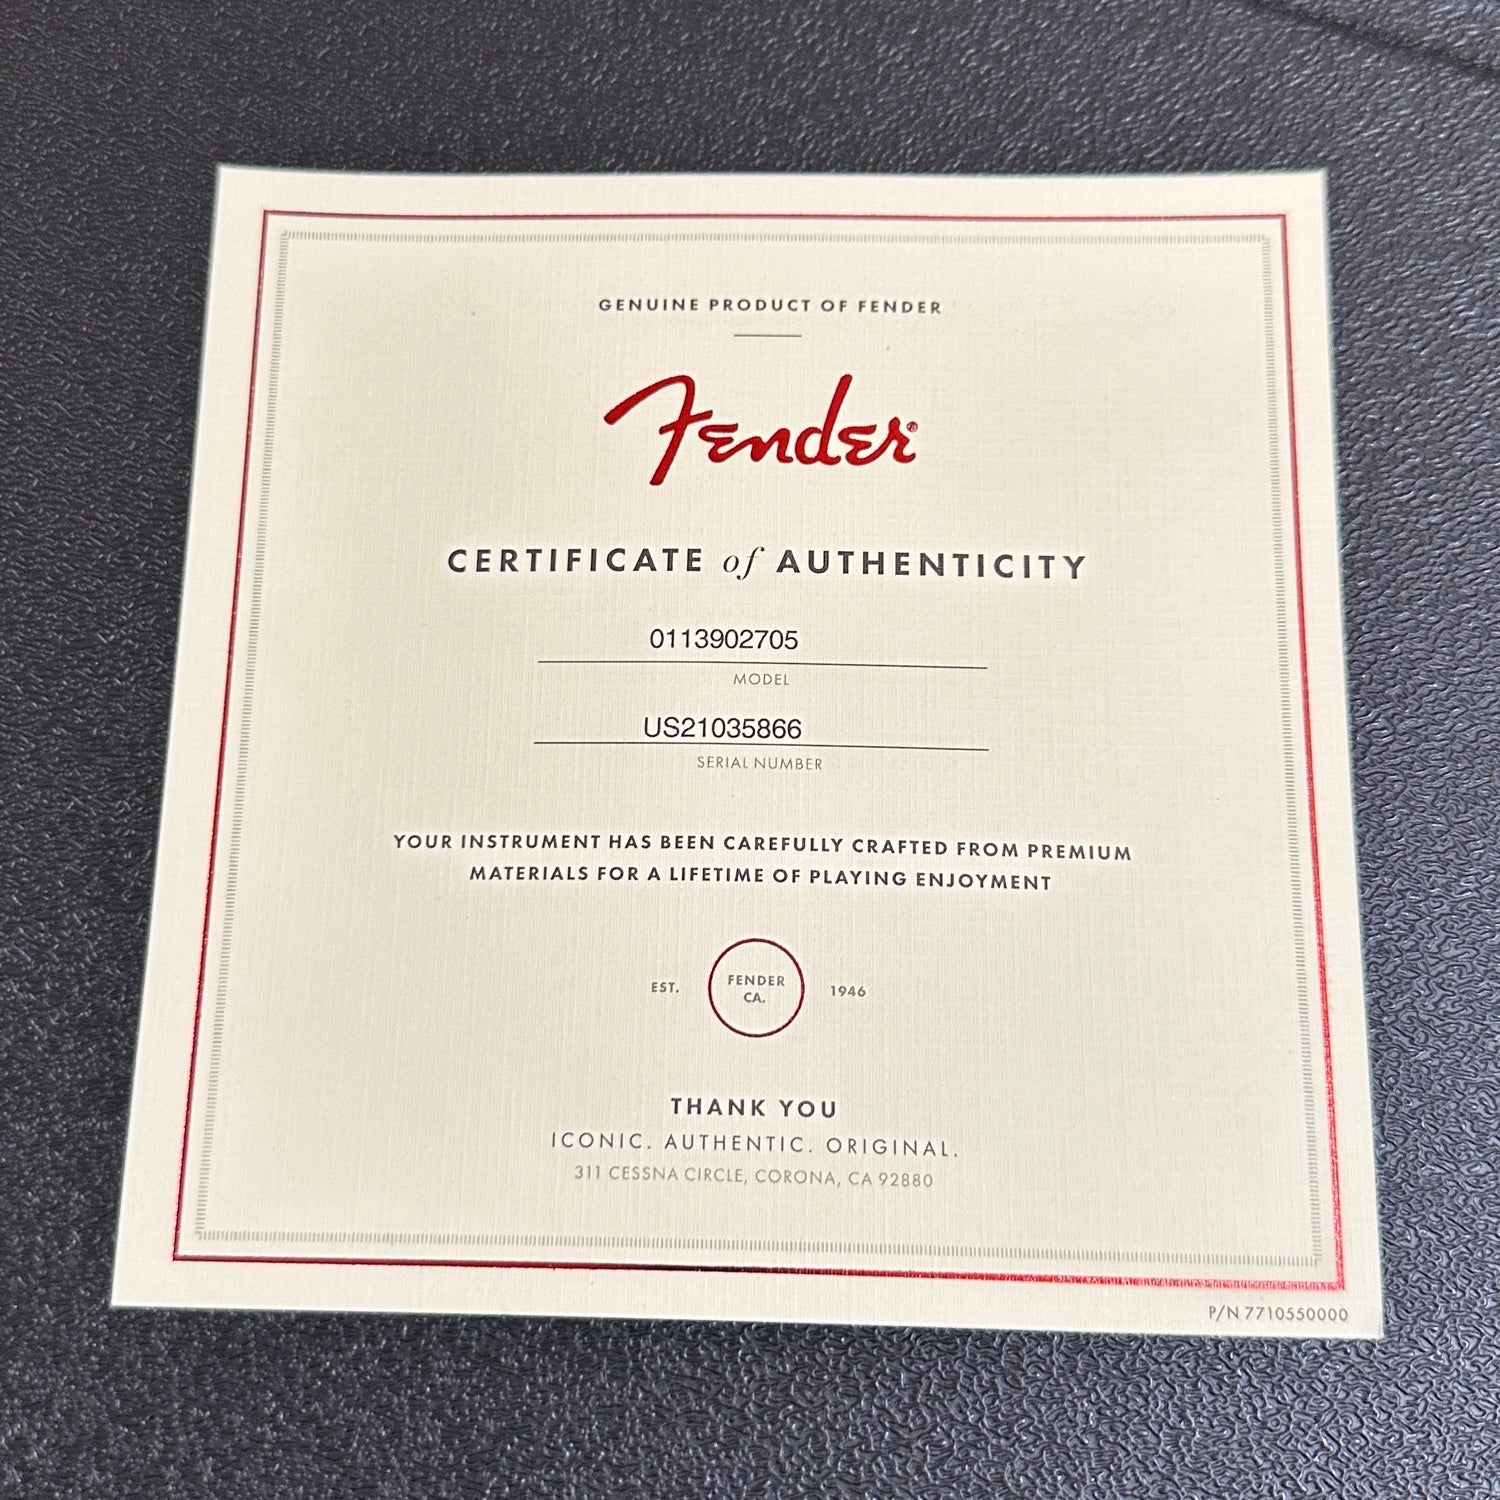 GENUINE PRODUCT OF FENDER
Fender®
CERTIFICATE of AUTHENTICITY
0113902705
MODEL
US21035866
SERIAL NUMBER
YOUR INSTRUMENT HAS BEEN CAREFULLY CRAFTED FROM PREMIUM
MATERIALS FOR A LIFETIME OF PLAYING ENJOYMENT
EST. FENDER CA. 1946
THANK YOU
ICONIC. AUTHENTIC. ORIGINAL.
311 CESSNA CIRCLE, CORONA, CA 92880
P/N 7710550000